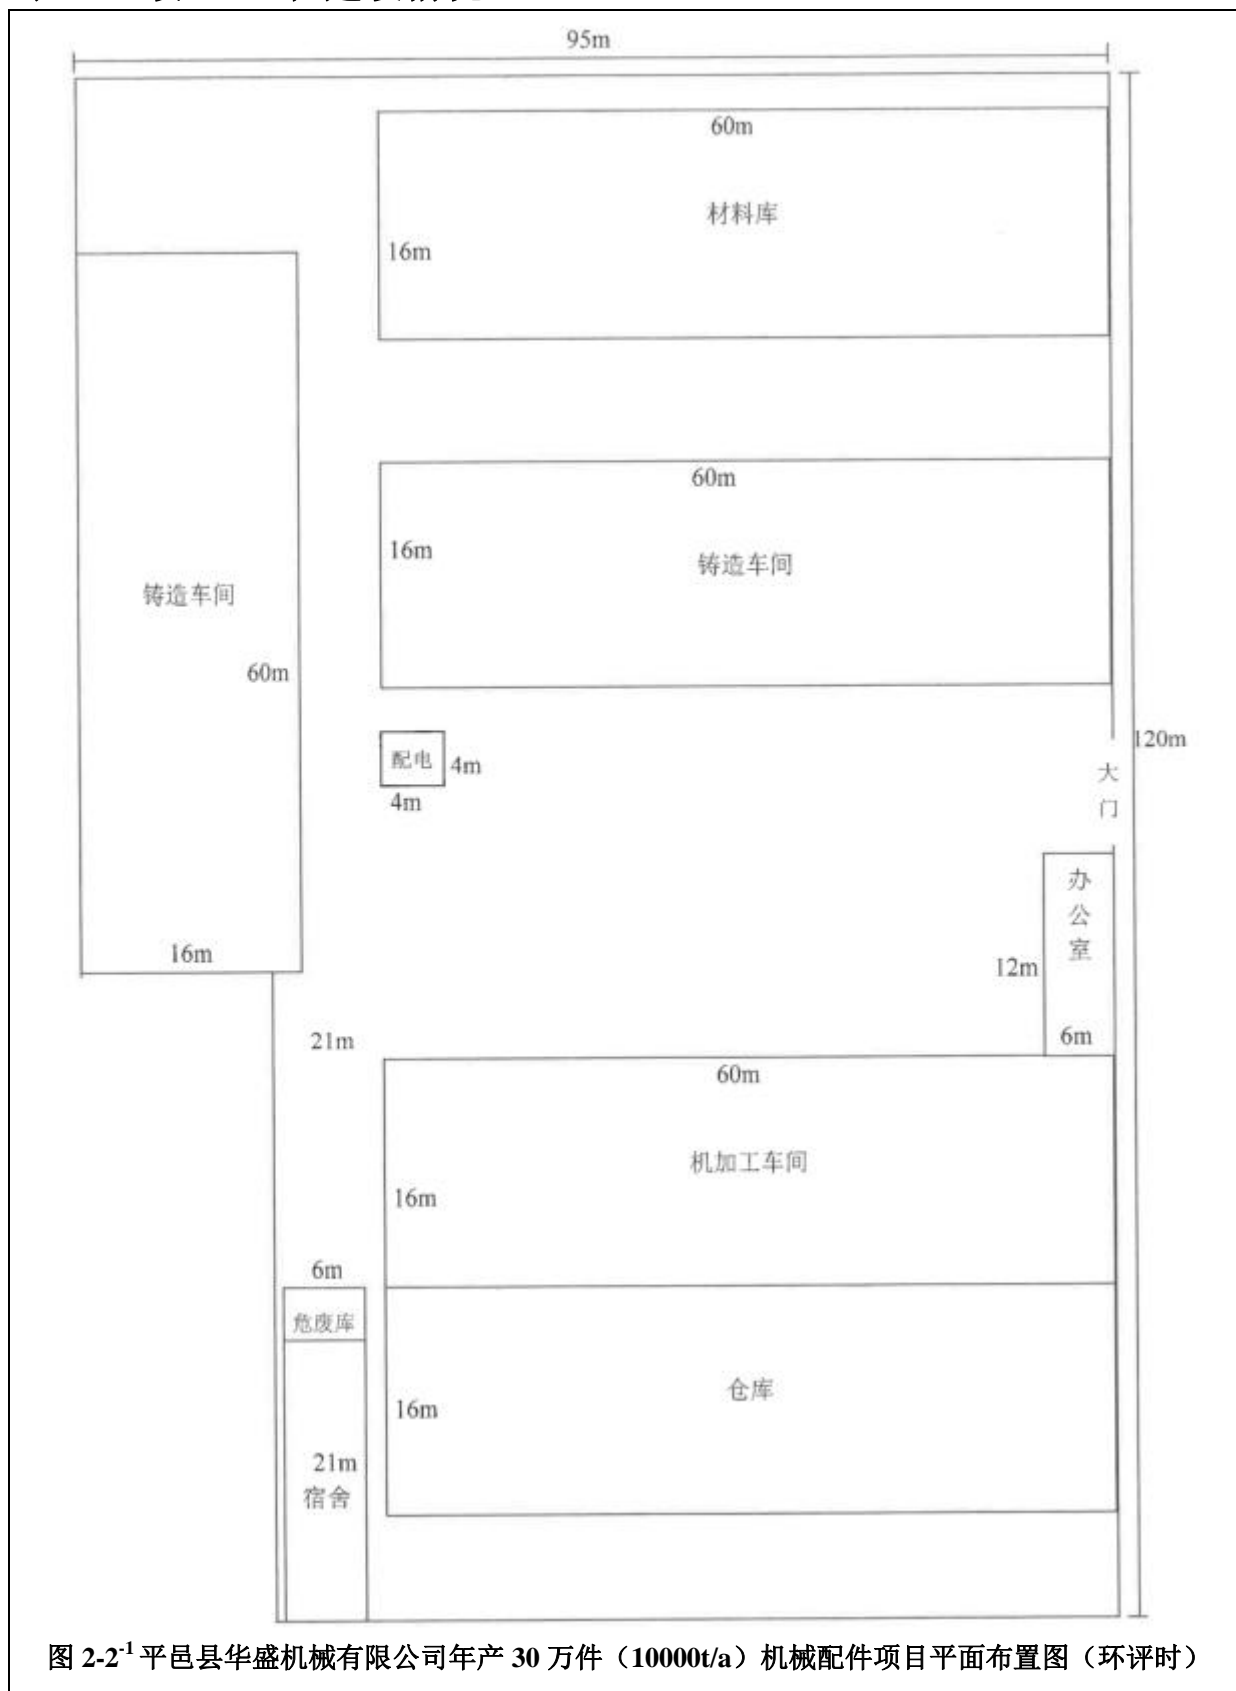 95m
60m
材料库
16m
60m
16m
铸造车间
铸造车间
60m
配电
4m
4m
120m
大
门
办
公
室
16m
12m
6m
21m
60m
机加工车间
16m
6m
危废库
仓库
16m
21m
宿舍
图 2-2-1 平邑县华盛机械有限公司年产 30 万件（10000t/a）机械配件项目平面布置图（环评时）